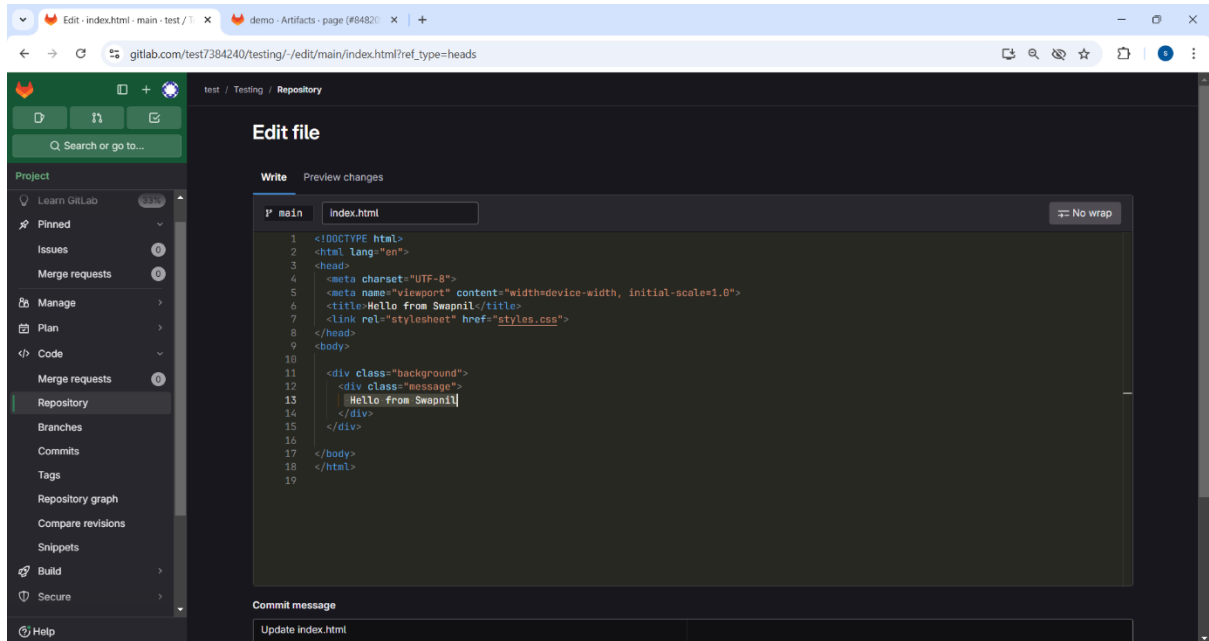 Edit · index.html · main · test / T
demo · Artifacts · page (#84820
gitlab.com/test7384240/testing/-/edit/main/index.html?ref_type=heads
S
Search or go to...
Project
Learn GitLab 33%
Pinned
Issues 0
Merge requests 0
Manage
Plan
Code
Merge requests 0
Repository
Branches
Commits
Tags
Repository graph
Compare revisions
Snippets
Build
Secure
Help
test / Testing / Repository
Edit file
Write Preview changes
main index.html No wrap
1 <!DOCTYPE html>
2 <html lang="en">
3 <head>
4 <meta charset="UTF-8">
5 <meta name="viewport" content="width=device-width, initial-scale=1.0">
6 <title>Hello from Swapnil</title>
7 <link rel="stylesheet" href="styles.css">
8 </head>
9 <body>
10
11 <div class="background">
12 <div class="message">
13 Hello from Swapnil
14 </div>
15 </div>
16
17 </body>
18 </html>
19
Commit message
Update index.html